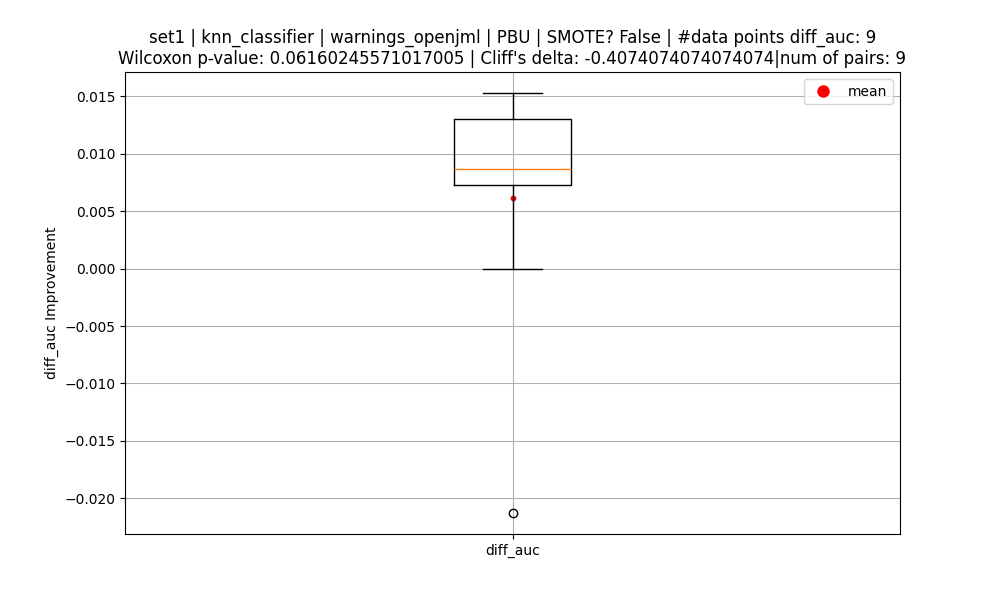 set1 | knn_classifier | warnings_openjml | PBU | SMOTE? False | #data points diff_auc: 9
Wilcoxon p-value: 0.06160245571017005 | Cliff's delta: -0.4074074074074074|num of pairs: 9
mean
0.015
0.010
0.005
0.000
−0.005
−0.010
−0.015
−0.020
diff_auc Improvement
diff_auc